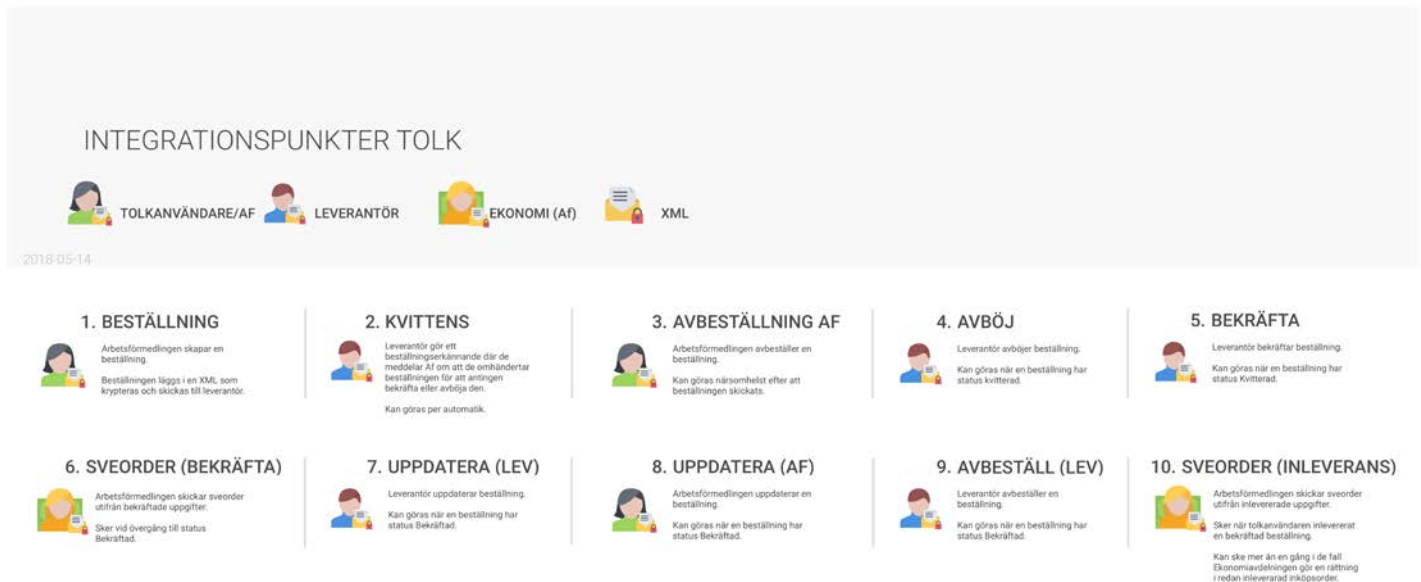 INTEGRATIONSPUNKTER TOLK
TOLKANVÄNDARE/AF
LEVERANTÖR
EKONOMI (Af)
XML
2018-05-14
1. BESTÄLLNING
Arbetsförmedlingen skapar en
beställning.
Beställningen läggs i en XML som
krypteras och skickas till leverantör.
2. KVITTENS
Leverantör gör ett
beställningserkännande där de
meddelar Af om att de omhändertar
beställningen för att antingen
bekräfta eller avböja den.
Kan göras per automatik.
3. AVBESTÄLLNING AF
Arbetsförmedlingen avbeställer en
beställning.
Kan göras närsomhelst efter att
beställningen skickats.
4. AVBÖJ
Leverantör avböjer beställning.
Kan göras när en beställning har
status kvitterad.
5. BEKRÄFTA
Leverantör bekräftar beställning.
Kan göras när en beställning har
status Kvitterad.
6. SVEORDER (BEKRÄFTA)
Arbetsförmedlingen skickar sveorder
utifrån bekräftade uppgifter.
Sker vid övergång till status
Bekräftad.
7. UPPDATERA (LEV)
Leverantör uppdaterar beställning.
Kan göras när en beställning har
status Bekräftad.
8. UPPDATERA (AF)
Arbetsförmedlingen uppdaterar en
beställning.
Kan göras när en beställning har
status Bekräftad.
9. AVBESTÄLL (LEV)
Leverantör avbeställer en
beställning.
Kan göras när en beställning har
status Bekräftad.
10. SVEORDER (INLEVERANS)
Arbetsförmedlingen skickar sveorder
utifrån inlevererade uppgifter.
Sker när tolkanvändaren inlevererat
en bekräftad beställning.
Kan ske mer än en gång i de fall
Ekonomiavdelningen gör en rättning
i redan inleverarad inköpsorder.